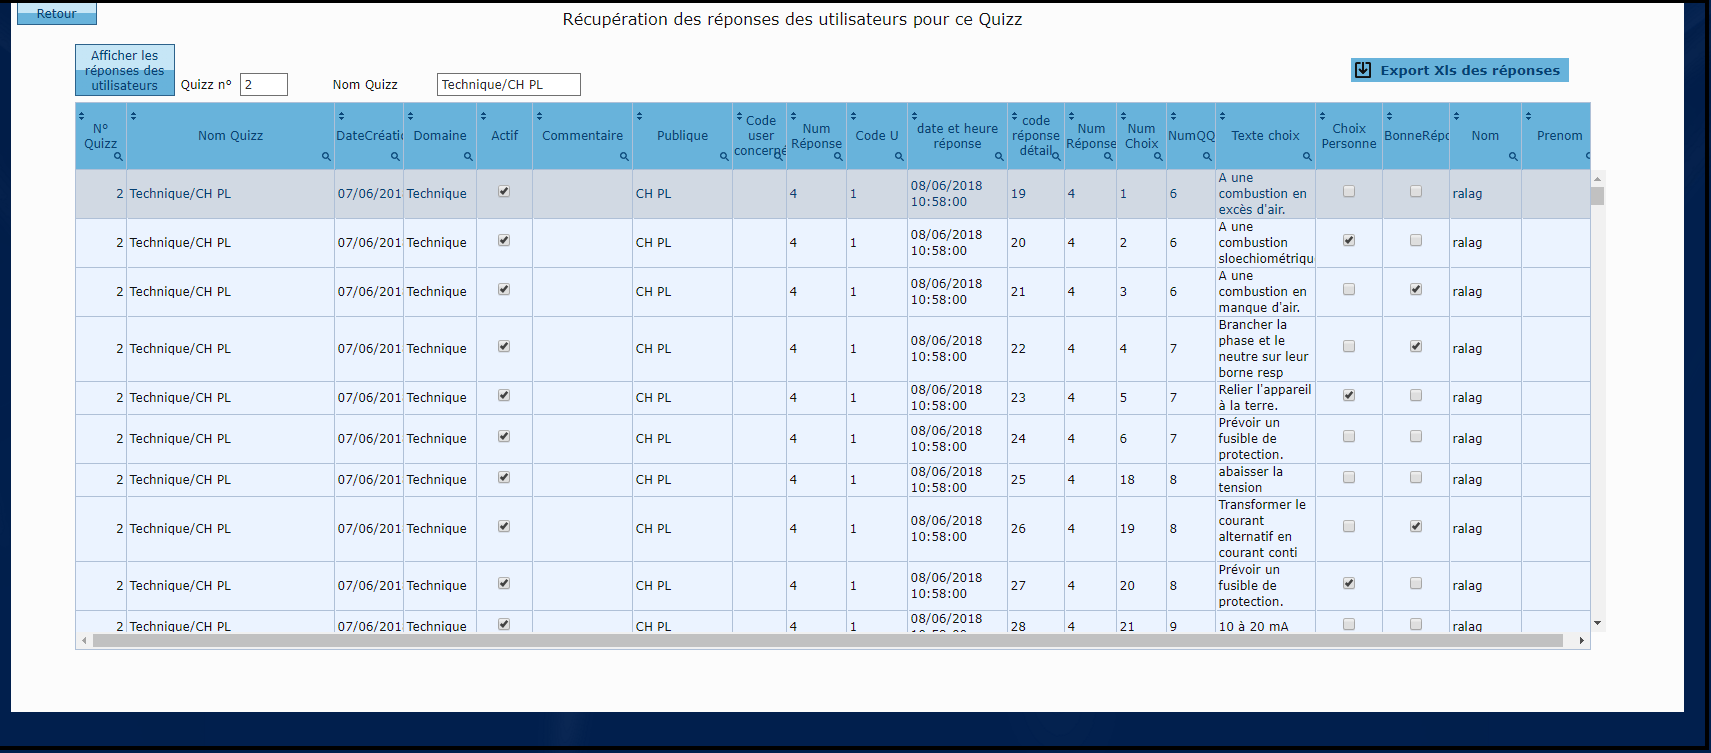 Retour
Récupération des réponses des utilisateurs pour ce Quizz
Afficher les
réponses des
utilisateurs
Quizz n° 2 Nom Quizz Technique/CH PL
Export Xls des réponses
N° Quizz Nom Quizz DateCréatio Domaine Actif Commentaire Publique Code user concerné Num Réponse Code U date et heure réponse code réponse détail Num Réponse Num Choix NumQQ Texte choix Choix Personne BonneRépo Nom Prenom
2 Technique/CH PL 07/06/201 Technique CH PL 4 1 08/06/2018 10:58:00 19 4 1 6 A une combustion en excès d'air. ralag
2 Technique/CH PL 07/06/201 Technique CH PL 4 1 08/06/2018 10:58:00 20 4 2 6 A une combustion sloechiométriqu ralag
2 Technique/CH PL 07/06/201 Technique CH PL 4 1 08/06/2018 10:58:00 21 4 3 6 A une combustion en manque d'air. ralag
2 Technique/CH PL 07/06/201 Technique CH PL 4 1 08/06/2018 10:58:00 22 4 4 7 Brancher la phase et le neutre sur leur borne resp ralag
2 Technique/CH PL 07/06/201 Technique CH PL 4 1 08/06/2018 10:58:00 23 4 5 7 Relier l'appareil à la terre. ralag
2 Technique/CH PL 07/06/201 Technique CH PL 4 1 08/06/2018 10:58:00 24 4 6 7 Prévoir un fusible de protection. ralag
2 Technique/CH PL 07/06/201 Technique CH PL 4 1 08/06/2018 10:58:00 25 4 18 8 abaisser la tension ralag
2 Technique/CH PL 07/06/201 Technique CH PL 4 1 08/06/2018 10:58:00 26 4 19 8 Transformer le courant alternatif en courant conti ralag
2 Technique/CH PL 07/06/201 Technique CH PL 4 1 08/06/2018 10:58:00 27 4 20 8 Prévoir un fusible de protection. ralag
2 Technique/CH PL 07/06/201 Technique CH PL 4 1 08/06/2018 28 4 21 9 10 à 20 mA ralag